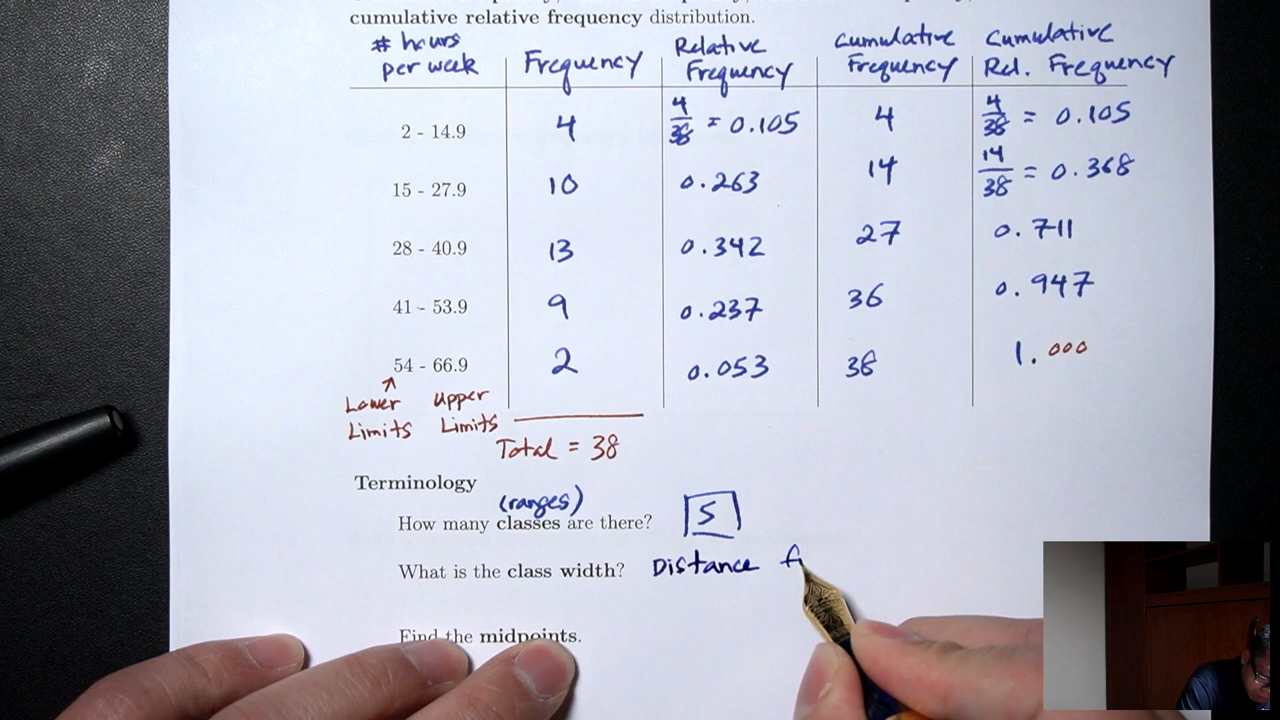 cumulative relative frequency distribution.
# hours per week | Frequency | Relative Frequency | Cumulative Frequency | Cumulative Rel. Frequency
2 - 14.9 | 4 | 4/38 = 0.105 | 4 | 4/38 = 0.105
15 - 27.9 | 10 | 0.263 | 14 | 14/38 = 0.368
28 - 40.9 | 13 | 0.342 | 27 | 0.711
41 - 53.9 | 9 | 0.237 | 36 | 0.947
54 - 66.9 | 2 | 0.053 | 38 | 1.000
↑
Lower Upper
Limits Limits
Total = 38
Terminology
(ranges)
How many classes are there? 5
What is the class width? Distance f
Find the midpoints.